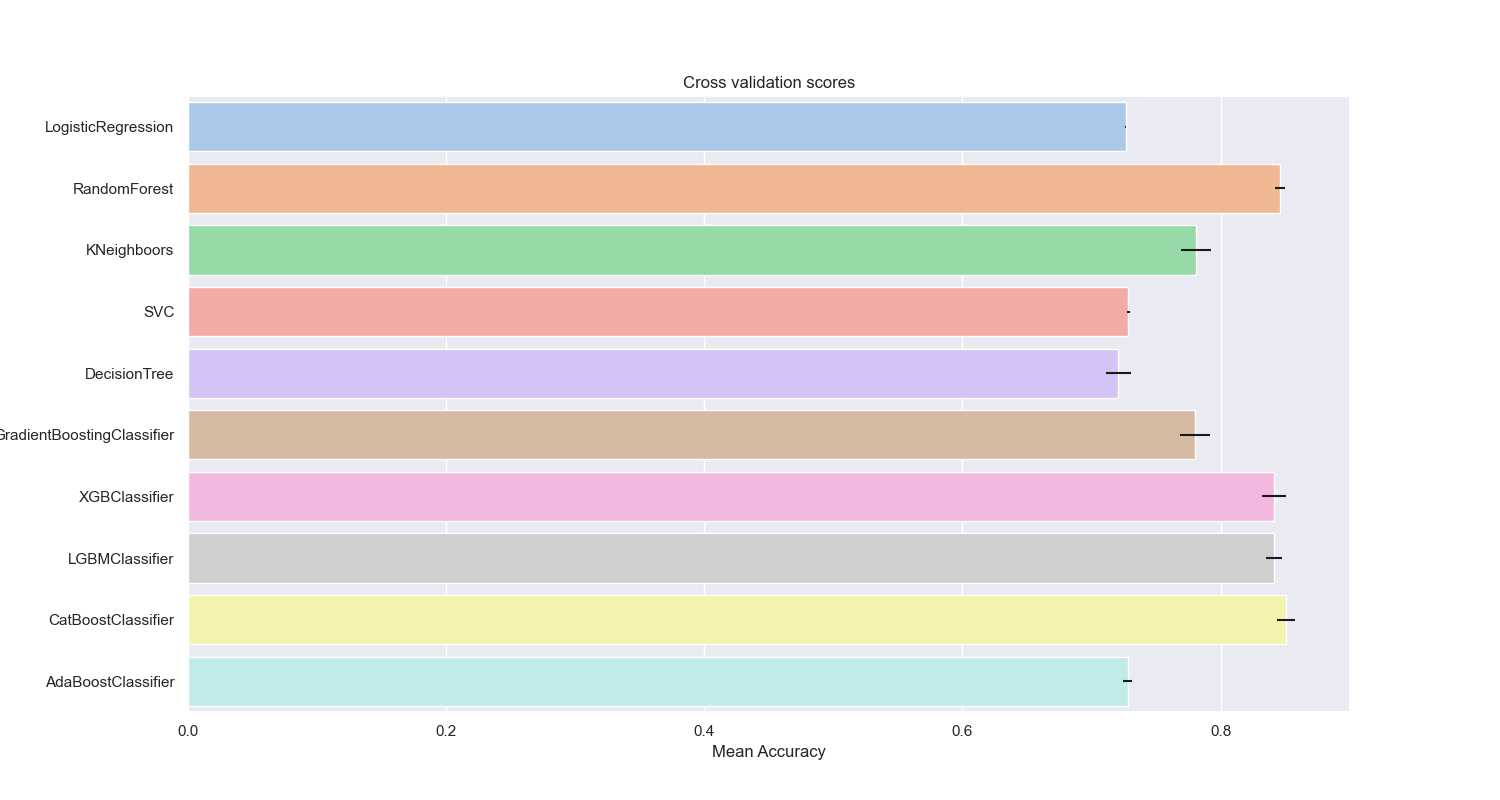 Cross validation scores
LogisticRegression
RandomForest
KNeighboors
SVC
DecisionTree
GradientBoostingClassifier
XGBClassifier
LGBMClassifier
CatBoostClassifier
AdaBoostClassifier
0.0 0.2 0.4 0.6 0.8
Mean Accuracy